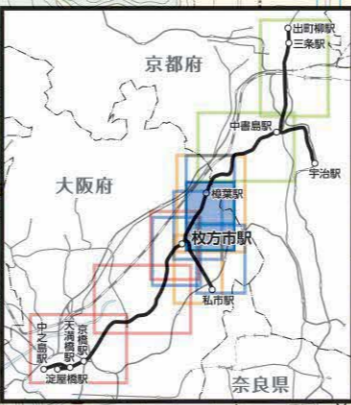 出町柳駅
三条駅
京都府
中書島駅
宇治駅
大阪府
樟葉駅
枚方市駅
私市駅
京橋駅
天満橋駅
中之島駅
淀屋橋駅
奈良県